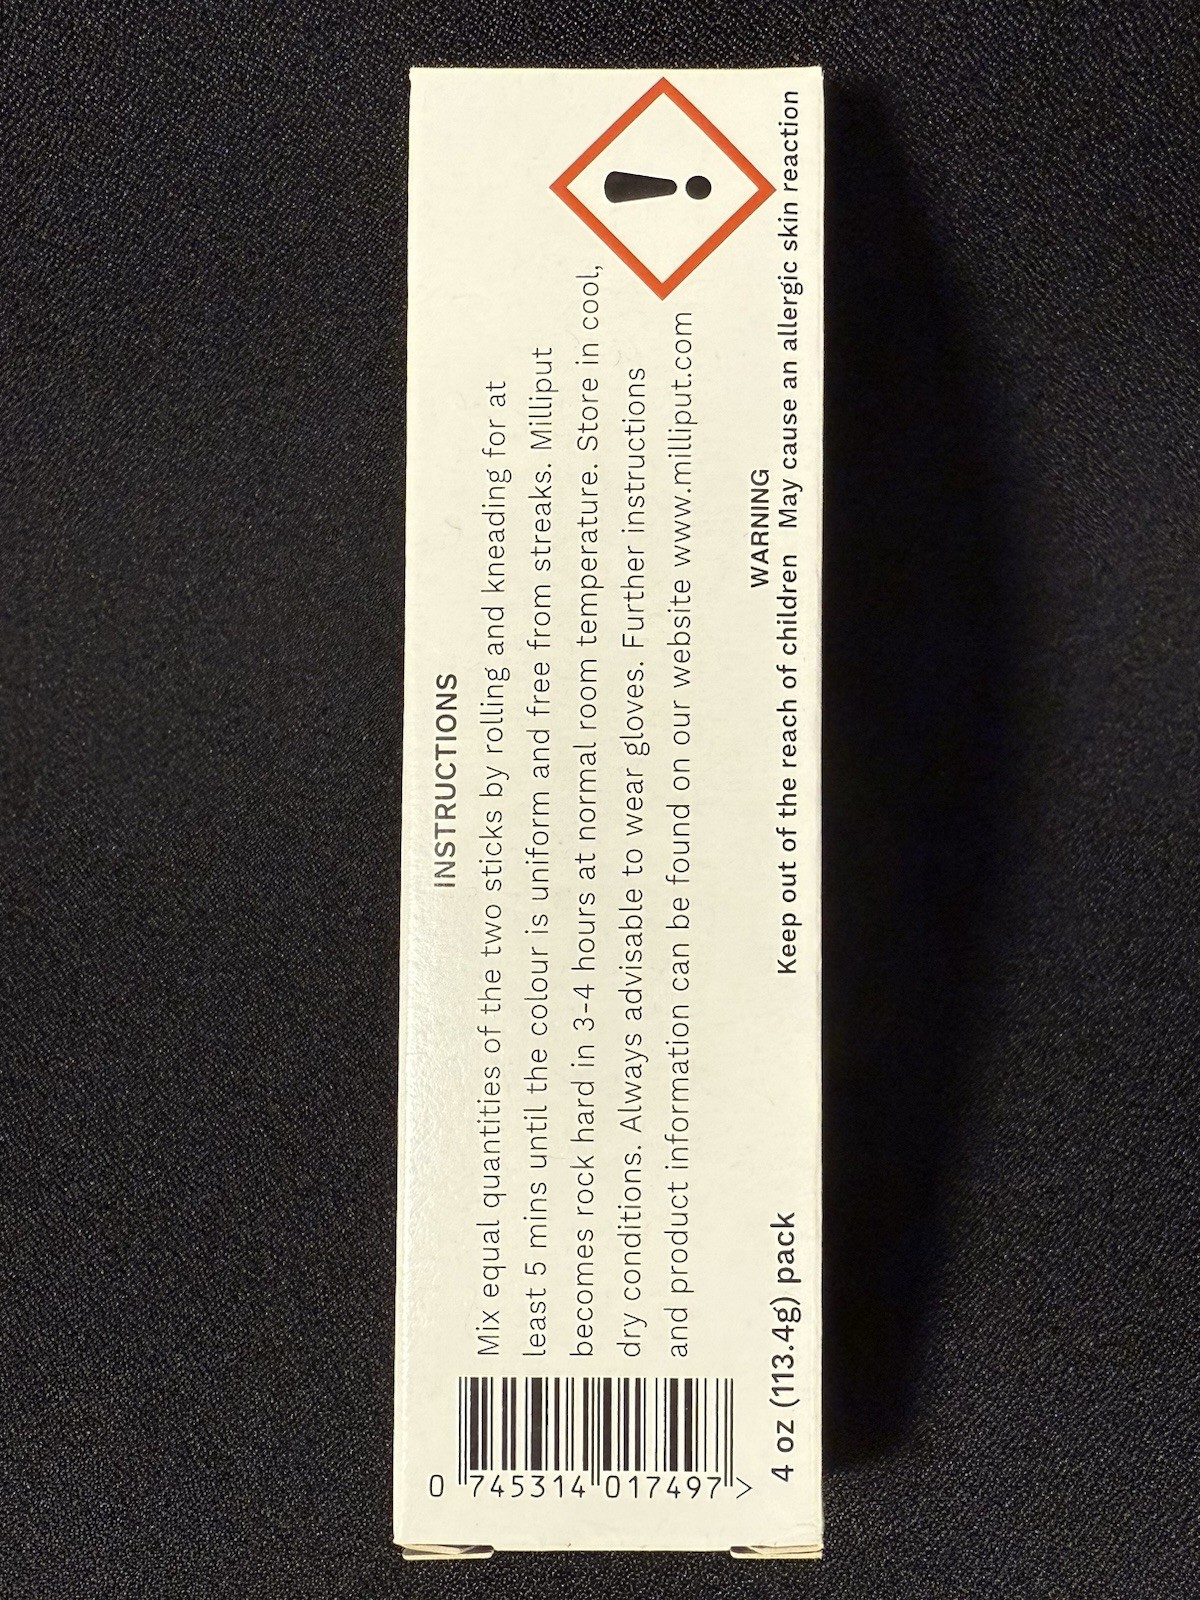 INSTRUCTIONS
Mix equal quantities of the two sticks by rolling and kneading for at
least 5 mins until the colour is uniform and free from streaks. Milliput
becomes rock hard in 3-4 hours at normal room temperature. Store in cool,
dry conditions. Always advisable to wear gloves. Further instructions
and product information can be found on our website www.milliput.com
WARNING
Keep out of the reach of children May cause an allergic skin reaction
4 oz (113.4g) pack
0 745314 017497 >